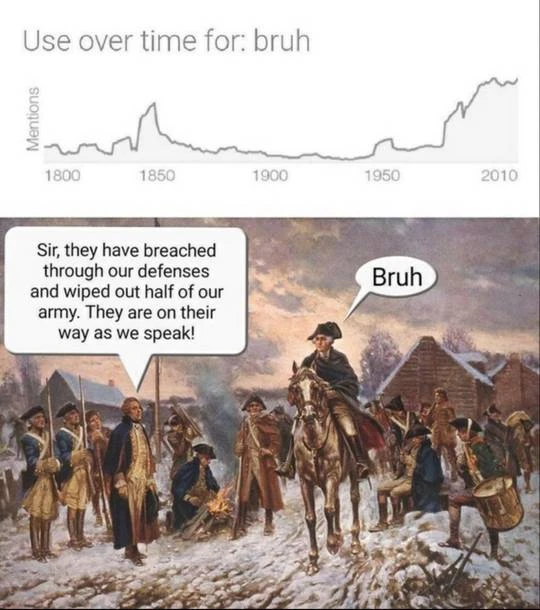 Use over time for: bruh
Mentions
1800 1850 1900 1950 2010
Sir, they have breached
through our defenses
and wiped out half of our
army. They are on their
way as we speak!
Bruh